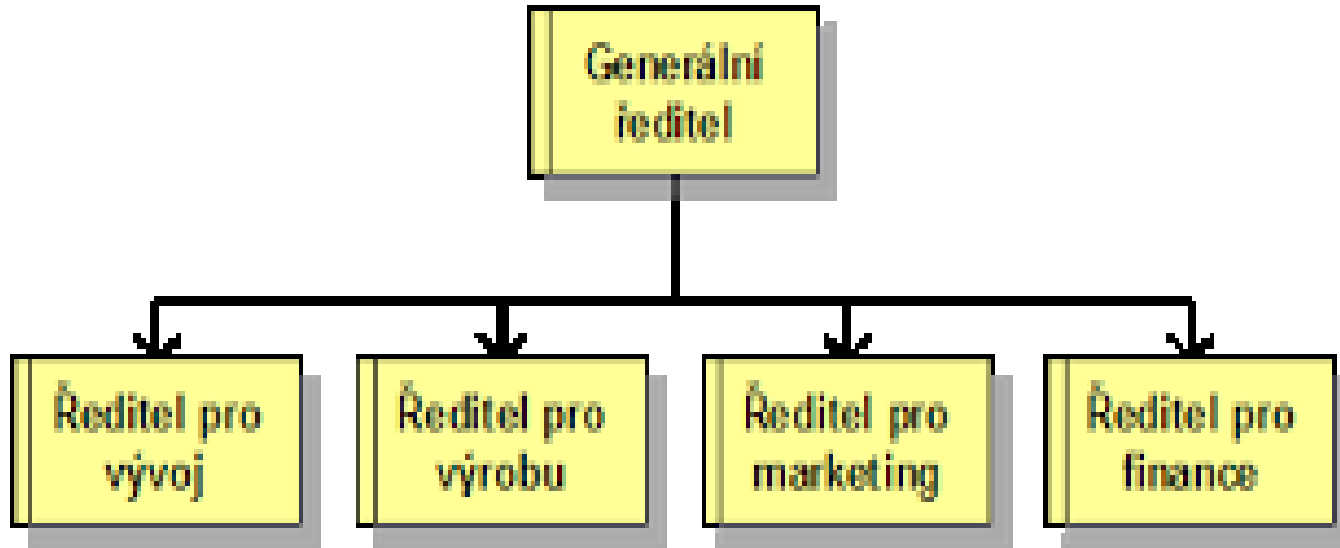 Generální
ředitel
Ředitel pro
vývoj
Ředitel pro
výrobu
Ředitel pro
marketing
Ředitel pro
finance